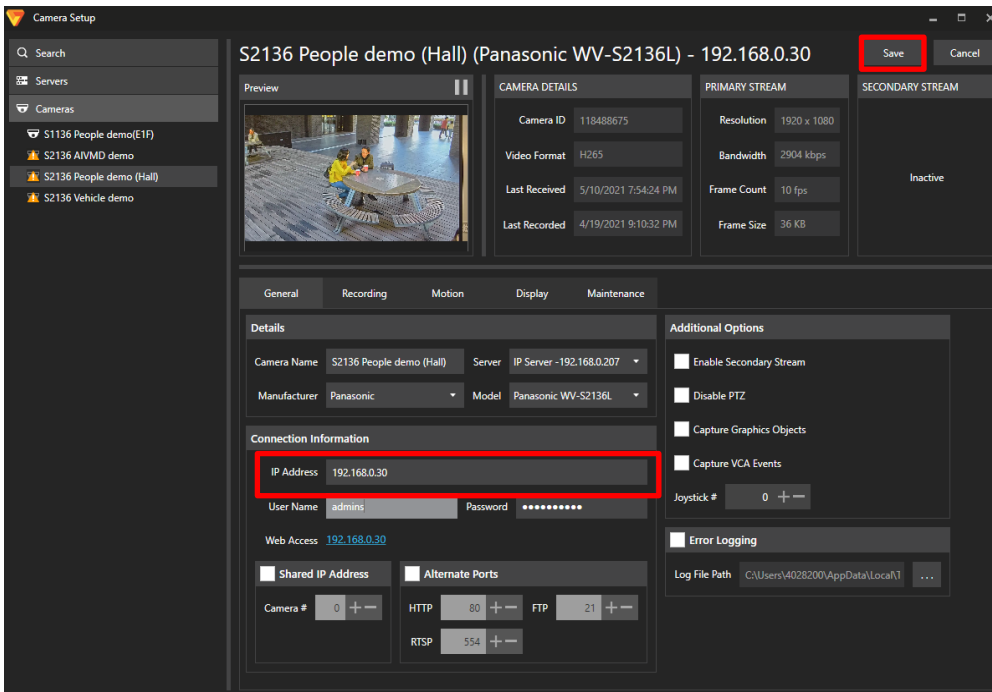 Camera Setup
Search
Servers
Cameras
S1136 People demo(E1F)
S2136 AIVMD demo
S2136 People demo (Hall)
S2136 Vehicle demo
S2136 People demo (Hall) (Panasonic WV-S2136L) - 192.168.0.30
Save
Cancel
Preview
CAMERA DETAILS
Camera ID 118488675
Video Format H265
Last Received 5/10/2021 7:54:24 PM
Last Recorded 4/19/2021 9:10:32 PM
PRIMARY STREAM
Resolution 1920 x 1080
Bandwidth 2904 kbps
Frame Count 10 fps
Frame Size 36 KB
SECONDARY STREAM
Inactive
General Recording Motion Display Maintenance
Details
Camera Name S2136 People demo (Hall) Server IP Server -192.168.0.207
Manufacturer Panasonic Model Panasonic WV-S2136L
Connection Information
IP Address 192.168.0.30
User Name admins Password ••••••••••
Web Access 192.168.0.30
Shared IP Address
Camera # 0
Alternate Ports
HTTP 80 FTP 21
RTSP 554
Additional Options
Enable Secondary Stream
Disable PTZ
Capture Graphics Objects
Capture VCA Events
Joystick # 0
Error Logging
Log File Path C:\Users\4028200\AppData\Local\T ...